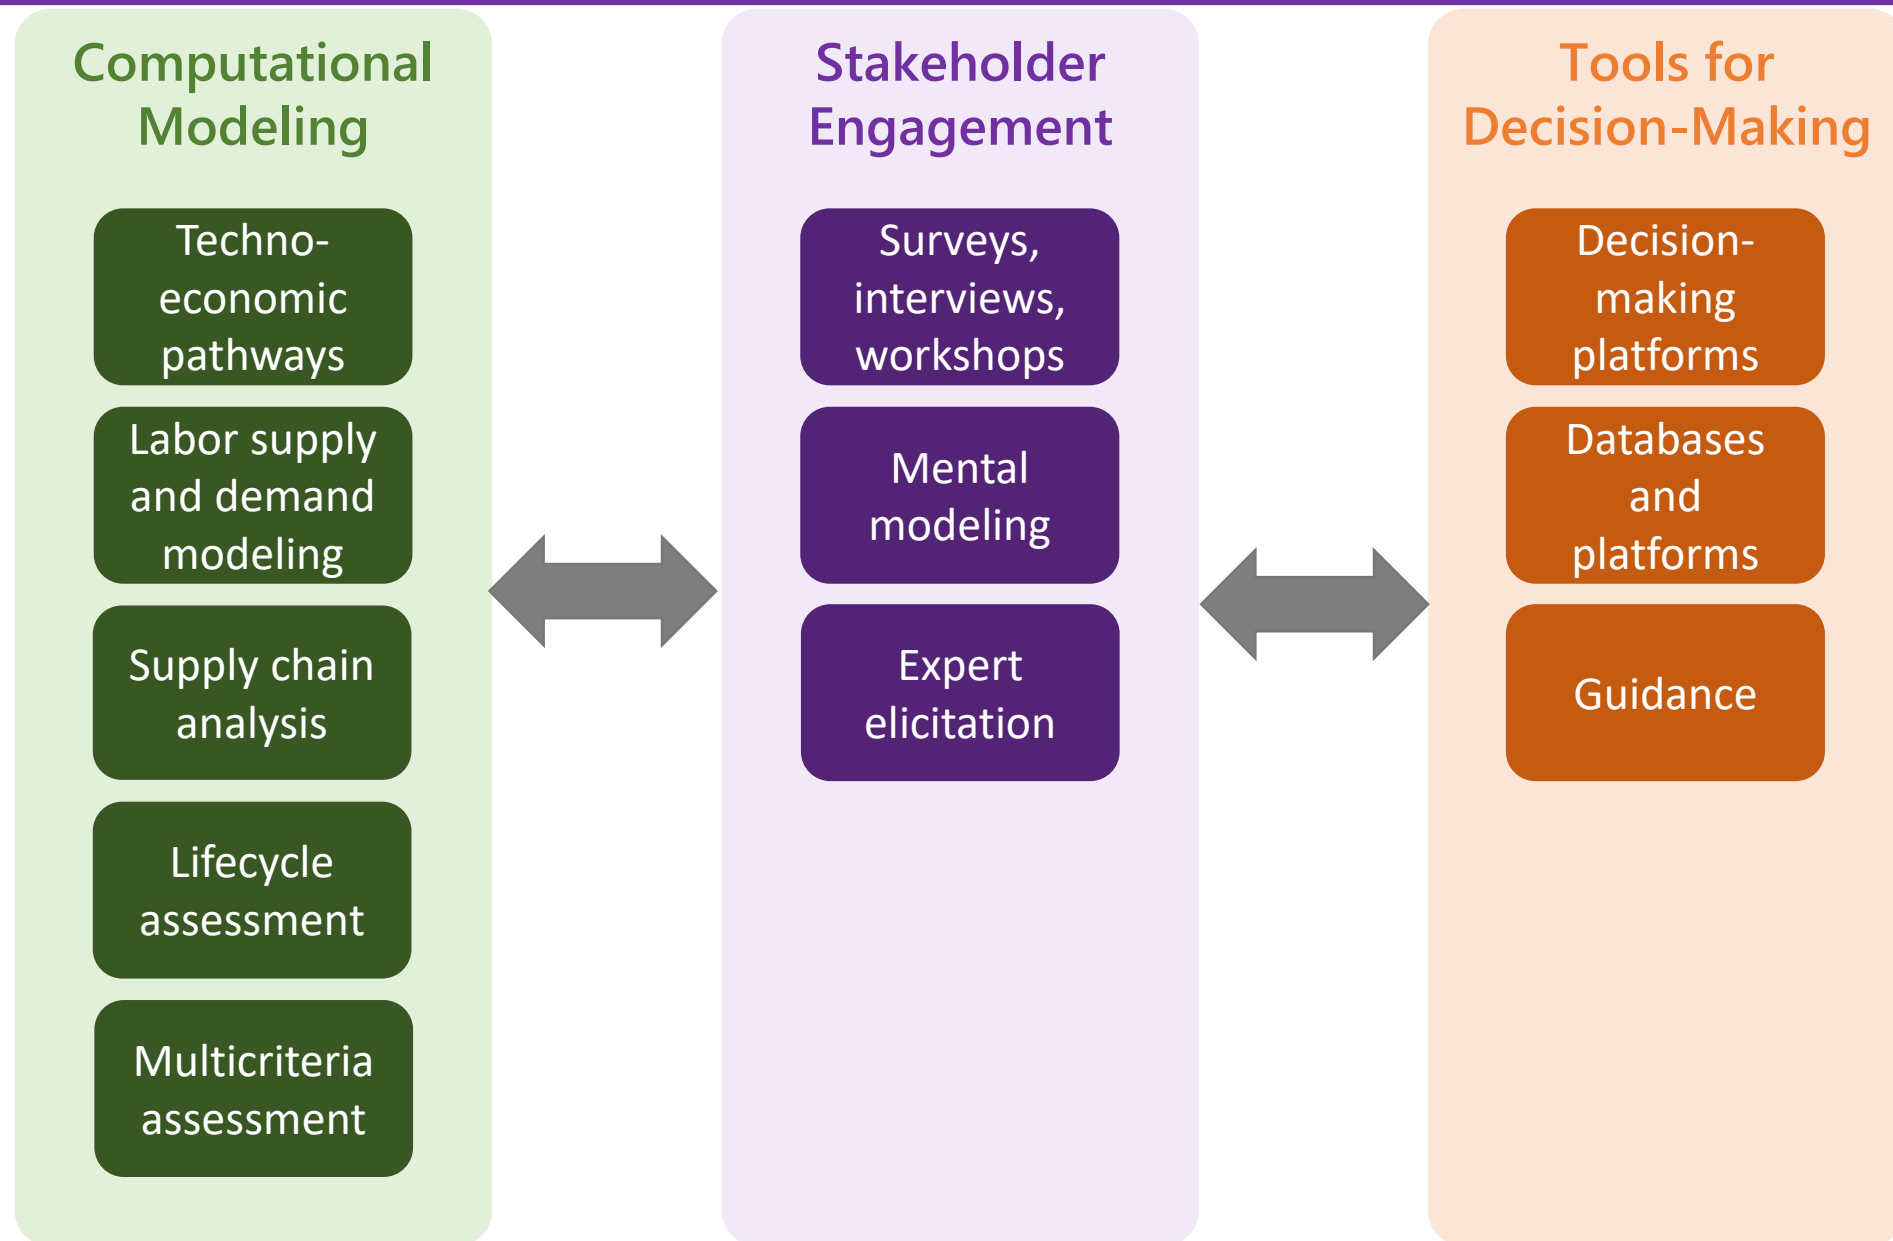 Computational
Modeling
Techno-
economic
pathways
Labor supply
and demand
modeling
Supply chain
analysis
Lifecycle
assessment
Multicriteria
assessment
Stakeholder
Engagement
Surveys,
interviews,
workshops
Mental
modeling
Expert
elicitation
Tools for
Decision-Making
Decision-
making
platforms
Databases
and
platforms
Guidance